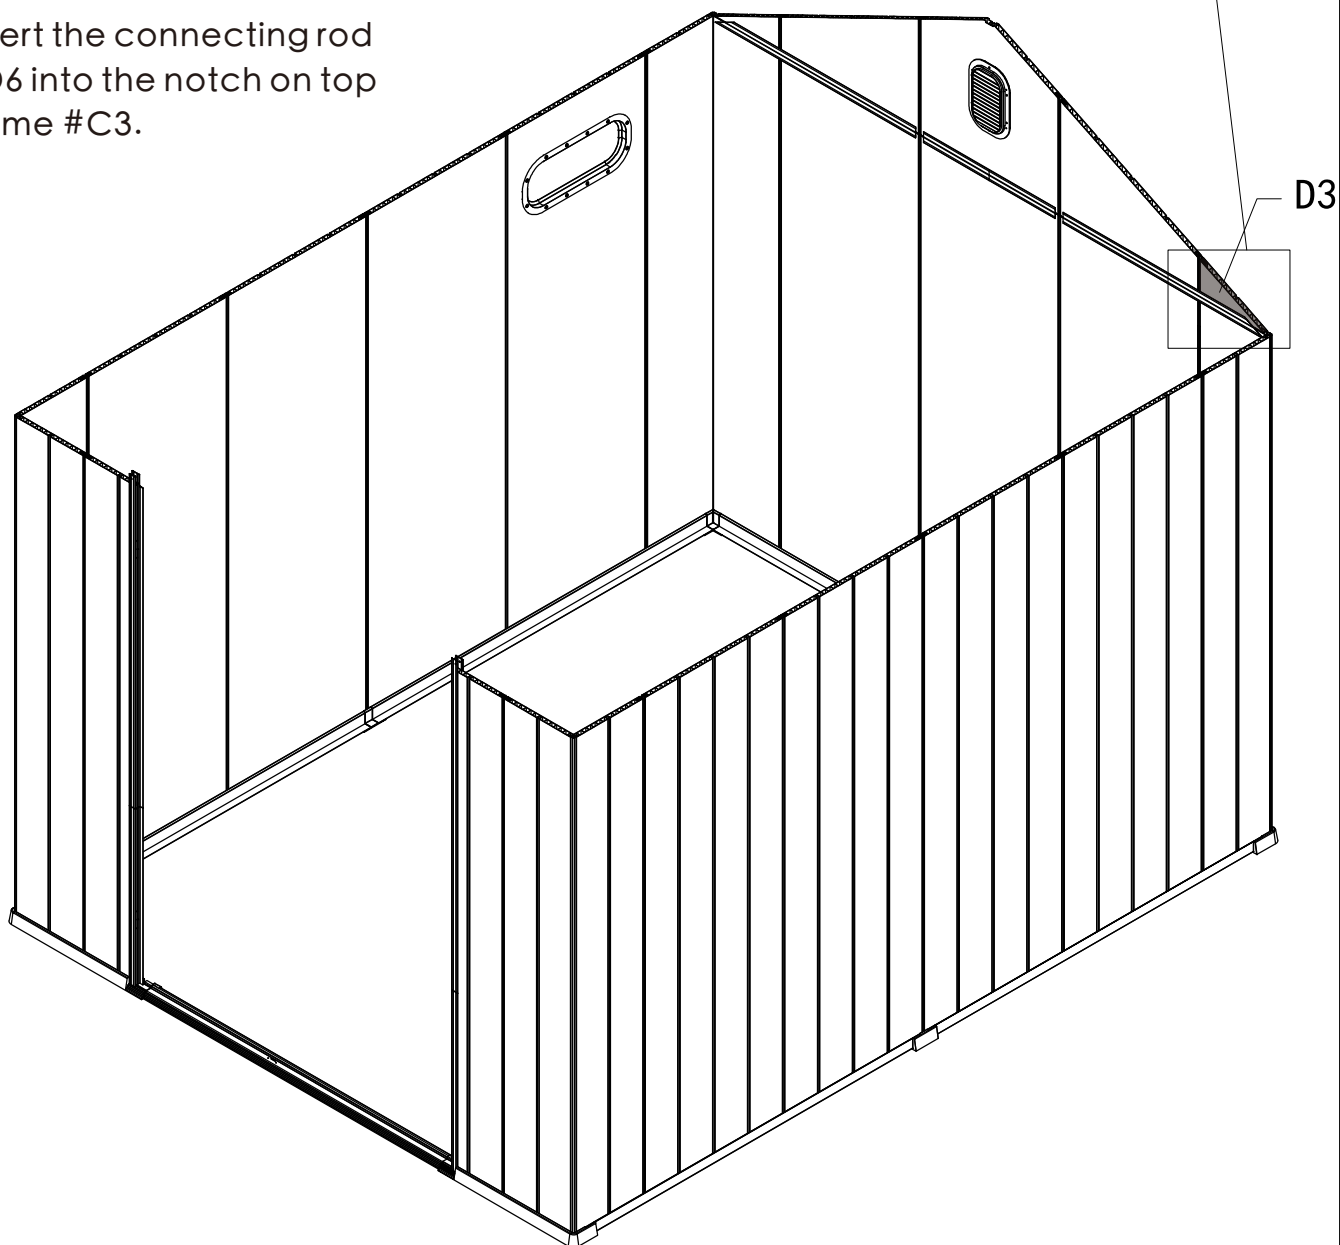 ert the connecting rod
6 into the notch on top
me #C3.
D3